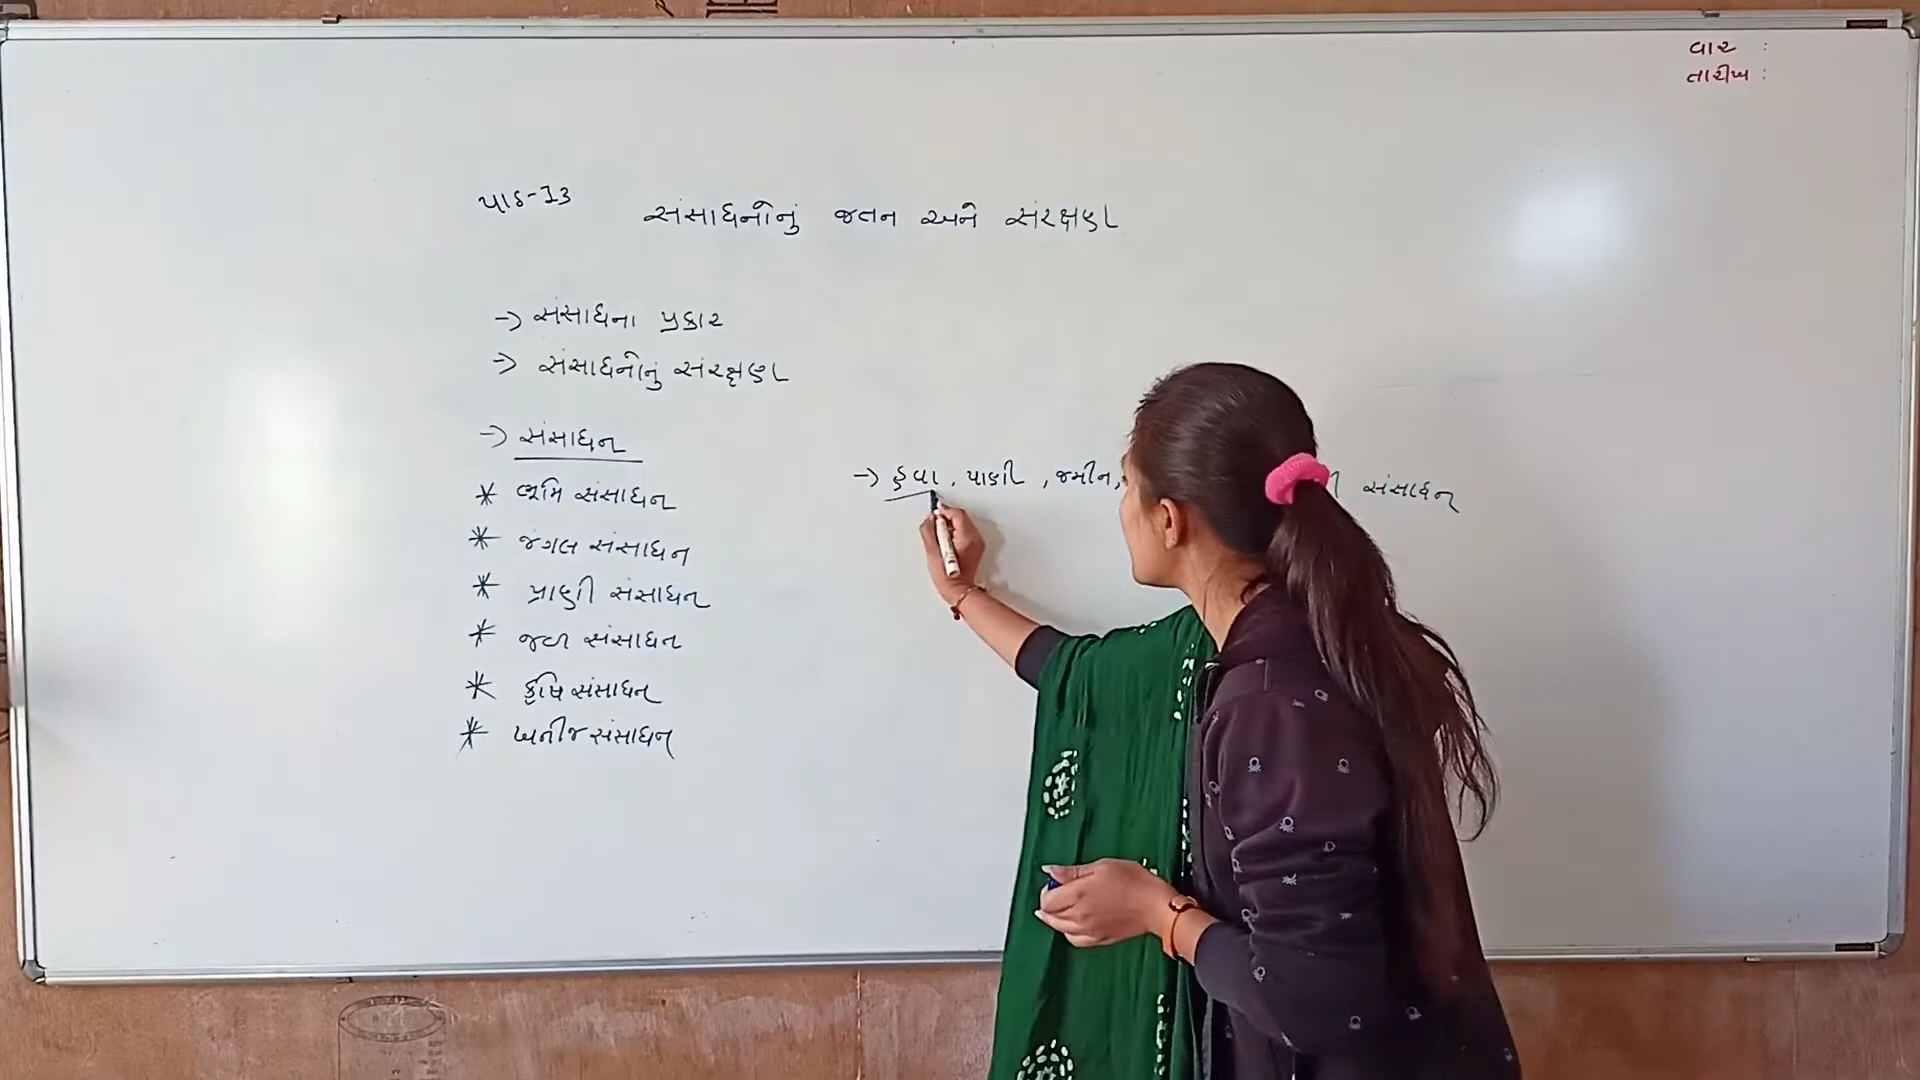 વાર :
તારીખ :
પાઠ-13 સંસાધનોનું જતન અને સંરક્ષણ
→ સંસાધના પ્રકાર
→ સંસાધનોનું સંરક્ષણ
→ સંસાધન
* ભૂમિ સંસાધન
* જંગલ સંસાધન
* પ્રાણી સંસાધન
* જળ સંસાધન
* કૃષિ સંસાધન
* ખનીજ સંસાધન
→ હવા, પાણી, જમીન, સંસાધન